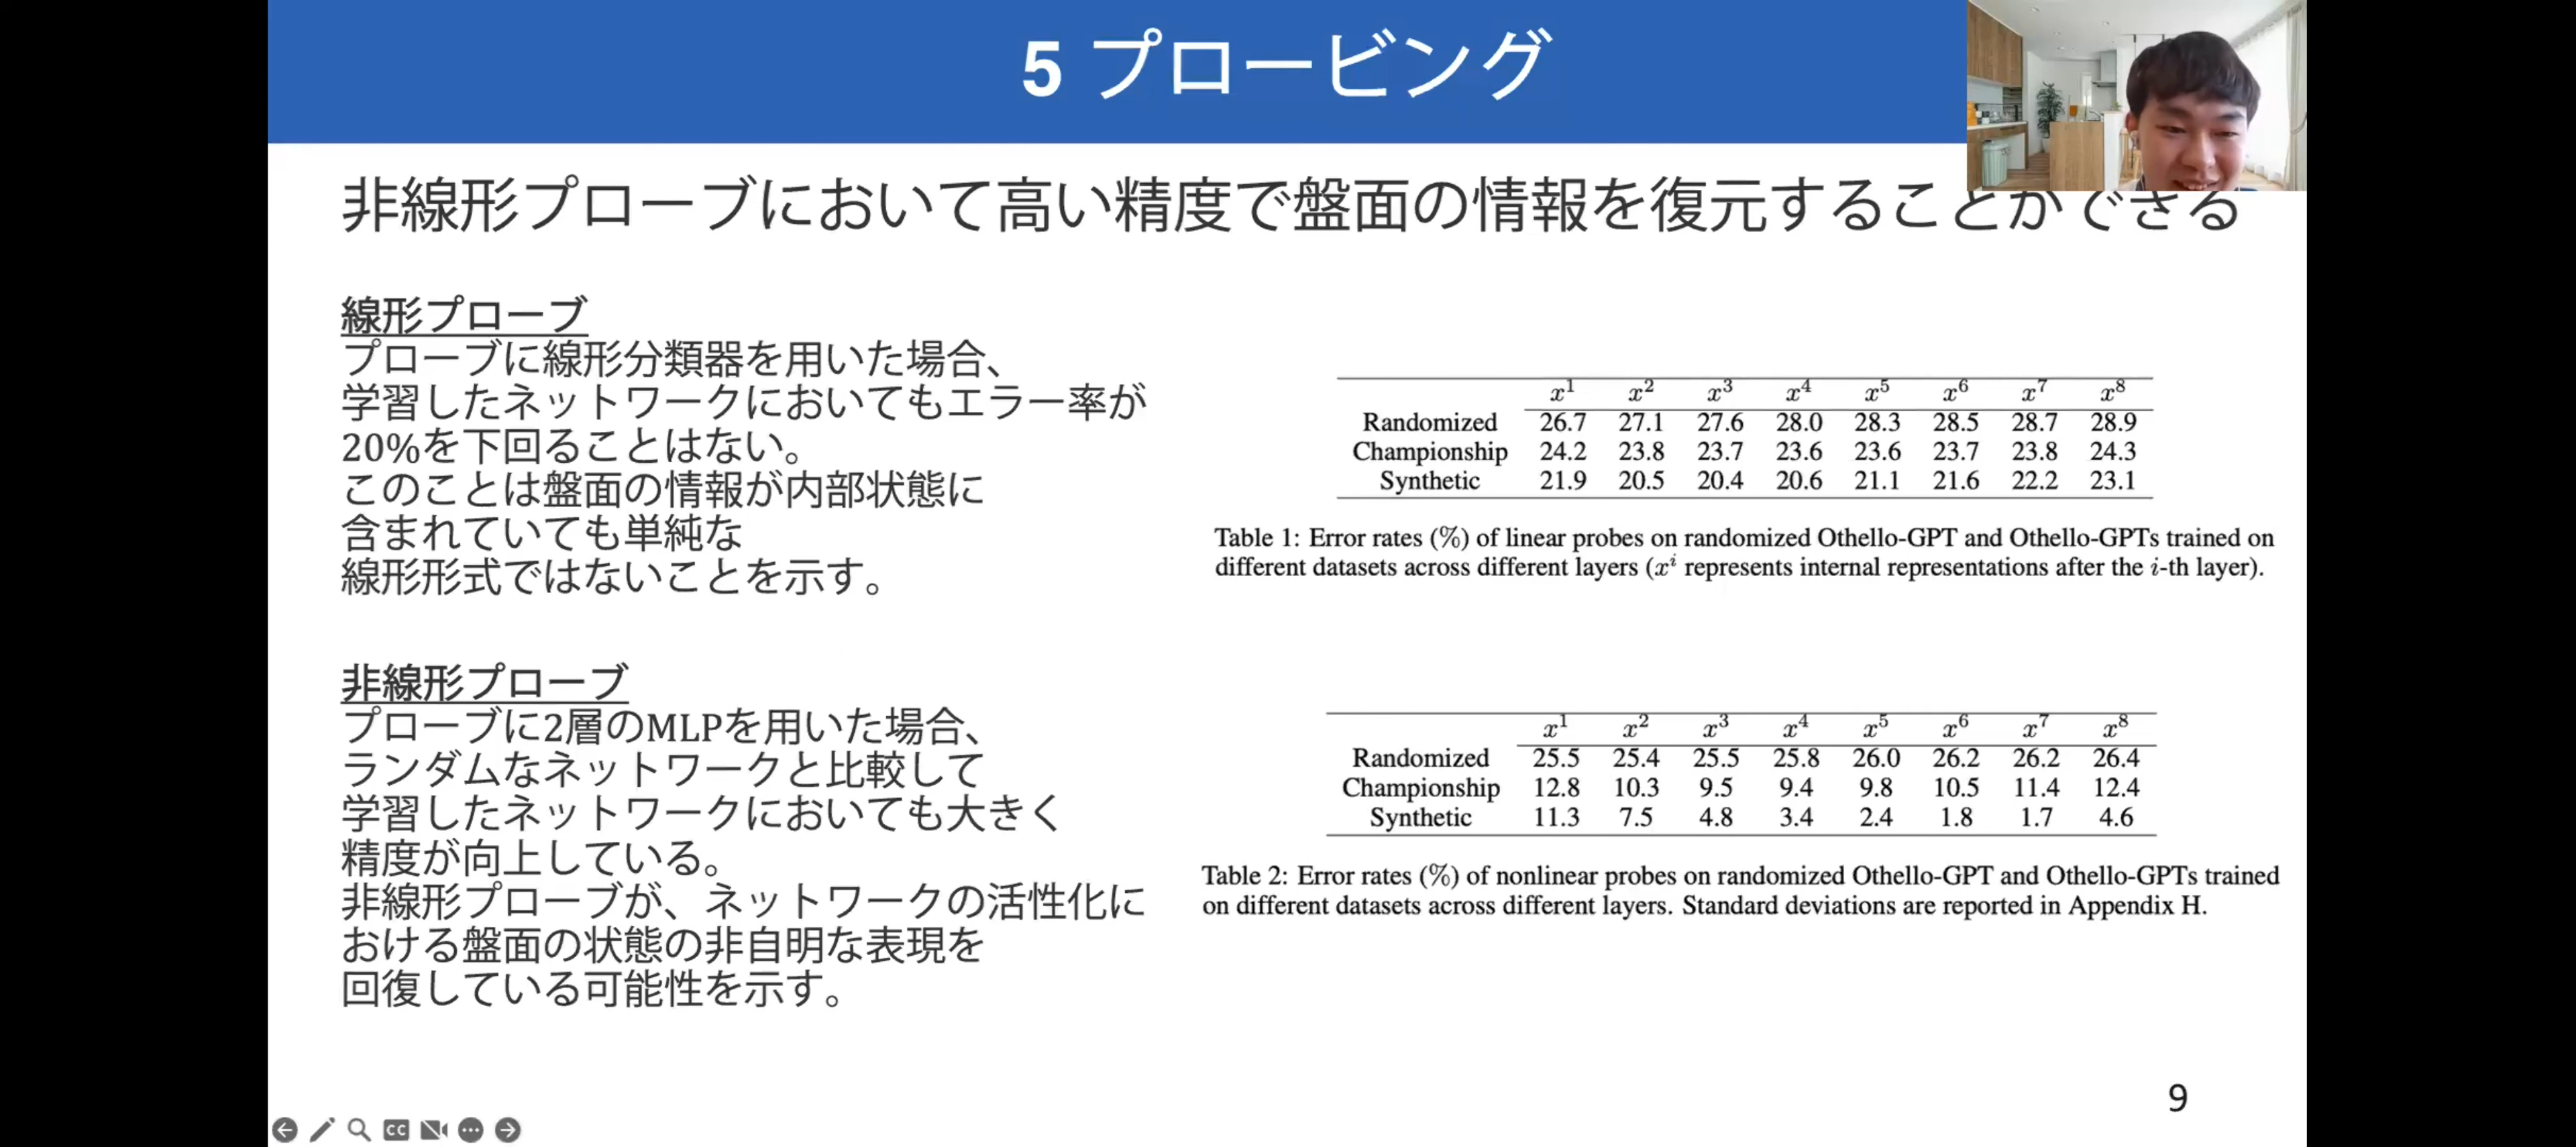 5 プロービング
非線形プローブにおいて高い精度で盤面の情報を復元することができる
線形プローブ
プローブに線形分類器を用いた場合、
学習したネットワークにおいてもエラー率が
20%を下回ることはない。
このことは盤面の情報が内部状態に
含まれていても単純な
線形形式ではないことを示す。
x¹ x² x³ x⁴ x⁵ x⁶ x⁷ x⁸
Randomized 26.7 27.1 27.6 28.0 28.3 28.5 28.7 28.9
Championship 24.2 23.8 23.7 23.6 23.6 23.7 23.8 24.3
Synthetic 21.9 20.5 20.4 20.6 21.1 21.6 22.2 23.1
Table 1: Error rates (%) of linear probes on randomized Othello-GPT and Othello-GPTs trained on
different datasets across different layers (xⁱ represents internal representations after the i-th layer).
非線形プローブ
プローブに2層のMLPを用いた場合、
ランダムなネットワークと比較して
学習したネットワークにおいても大きく
精度が向上している。
非線形プローブが、ネットワークの活性化に
おける盤面の状態の非自明な表現を
回復している可能性を示す。
x¹ x² x³ x⁴ x⁵ x⁶ x⁷ x⁸
Randomized 25.5 25.4 25.5 25.8 26.0 26.2 26.2 26.4
Championship 12.8 10.3 9.5 9.4 9.8 10.5 11.4 12.4
Synthetic 11.3 7.5 4.8 3.4 2.4 1.8 1.7 4.6
Table 2: Error rates (%) of nonlinear probes on randomized Othello-GPT and Othello-GPTs trained
on different datasets across different layers. Standard deviations are reported in Appendix H.
9
CC